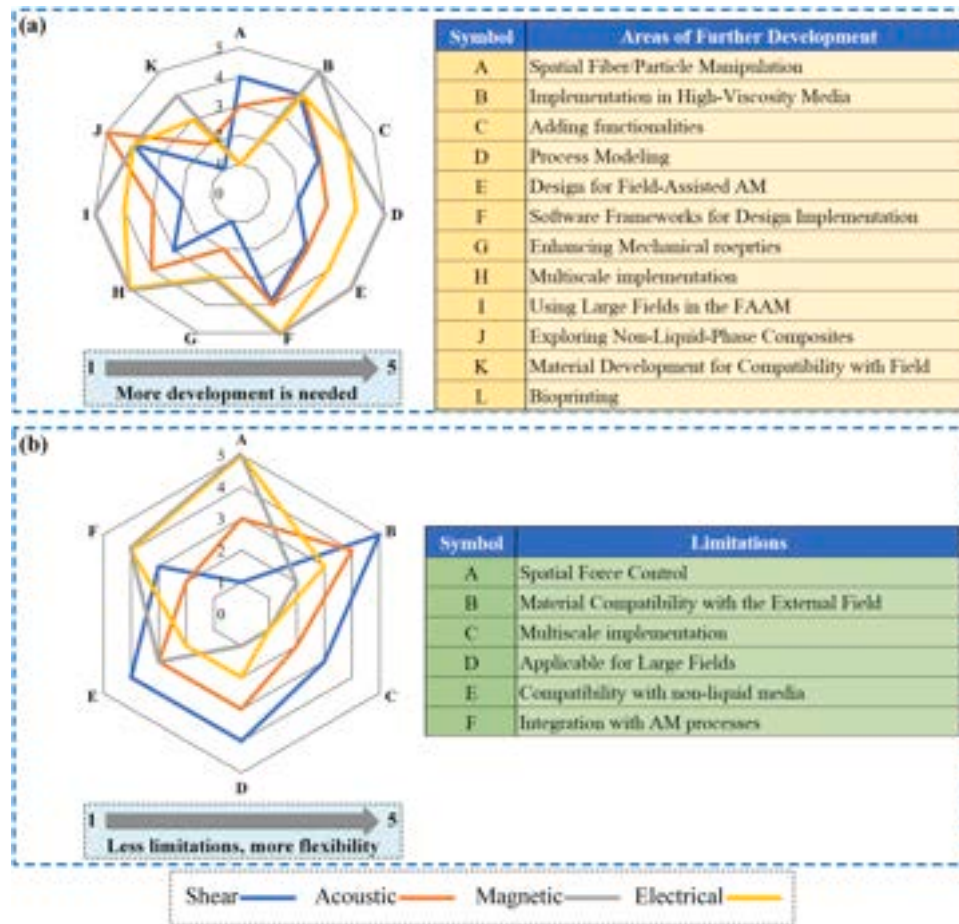 (a)
A
B
C
D
E
F
G
H
I
J
K
5
4
3
2
1
0
1 5
More development is needed
Symbol Areas of Further Development
A Spatial Fiber/Particle Manipulation
B Implementation in High-Viscosity Media
C Adding functionalities
D Process Modeling
E Design for Field-Assisted AM
F Software Frameworks for Design Implementation
G Enhancing Mechanical roeprties
H Multiscale implementation
I Using Large Fields in the FAAM
J Exploring Non-Liquid-Phase Composites
K Material Development for Compatibility with Field
L Bioprinting
(b)
A
B
C
D
E
F
5
4
3
2
1
0
1 5
Less limitations, more flexibility
Symbol Limitations
A Spatial Force Control
B Material Compatibility with the External Field
C Multiscale implementation
D Applicable for Large Fields
E Compatibility with non-liquid media
F Integration with AM processes
Shear Acoustic Magnetic Electrical